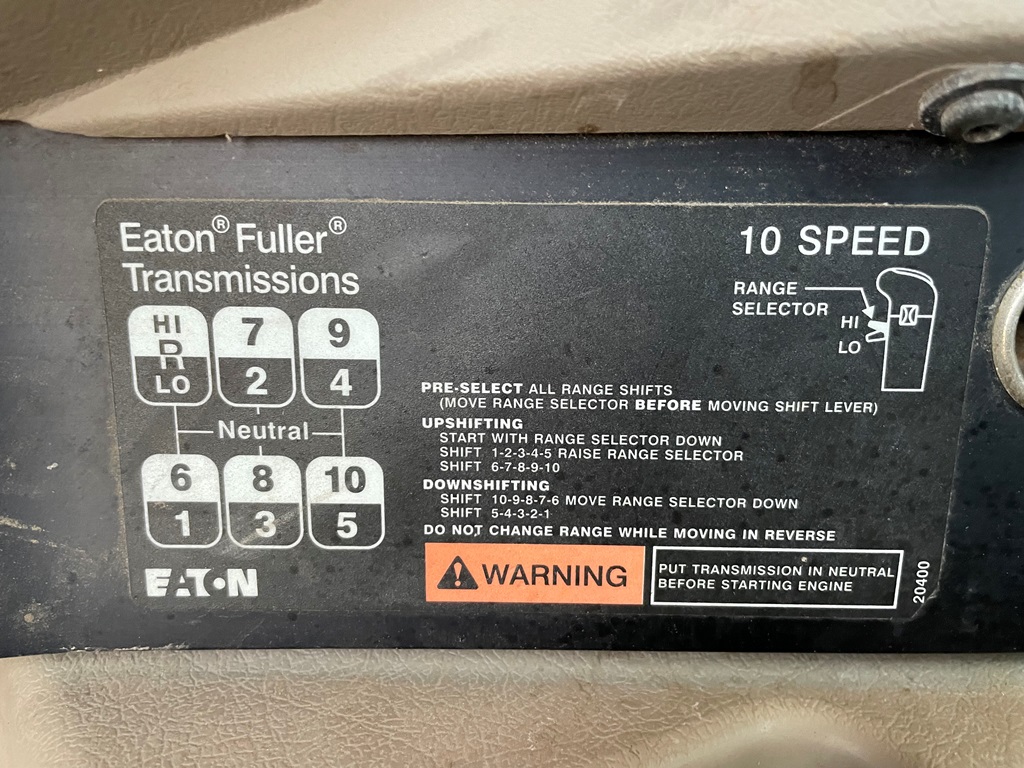 Eaton® Fuller®
Transmissions
10 SPEED
RANGE
SELECTOR
HI
LO
HI
R
LO
7
2
9
4
Neutral
6
1
8
3
10
5
EATON
PRE-SELECT ALL RANGE SHIFTS
(MOVE RANGE SELECTOR BEFORE MOVING SHIFT LEVER)
UPSHIFTING
START WITH RANGE SELECTOR DOWN
SHIFT 1-2-3-4-5 RAISE RANGE SELECTOR
SHIFT 6-7-8-9-10
DOWNSHIFTING
SHIFT 10-9-8-7-6 MOVE RANGE SELECTOR DOWN
SHIFT 5-4-3-2-1
DO NOT CHANGE RANGE WHILE MOVING IN REVERSE
WARNING
PUT TRANSMISSION IN NEUTRAL
BEFORE STARTING ENGINE
20400